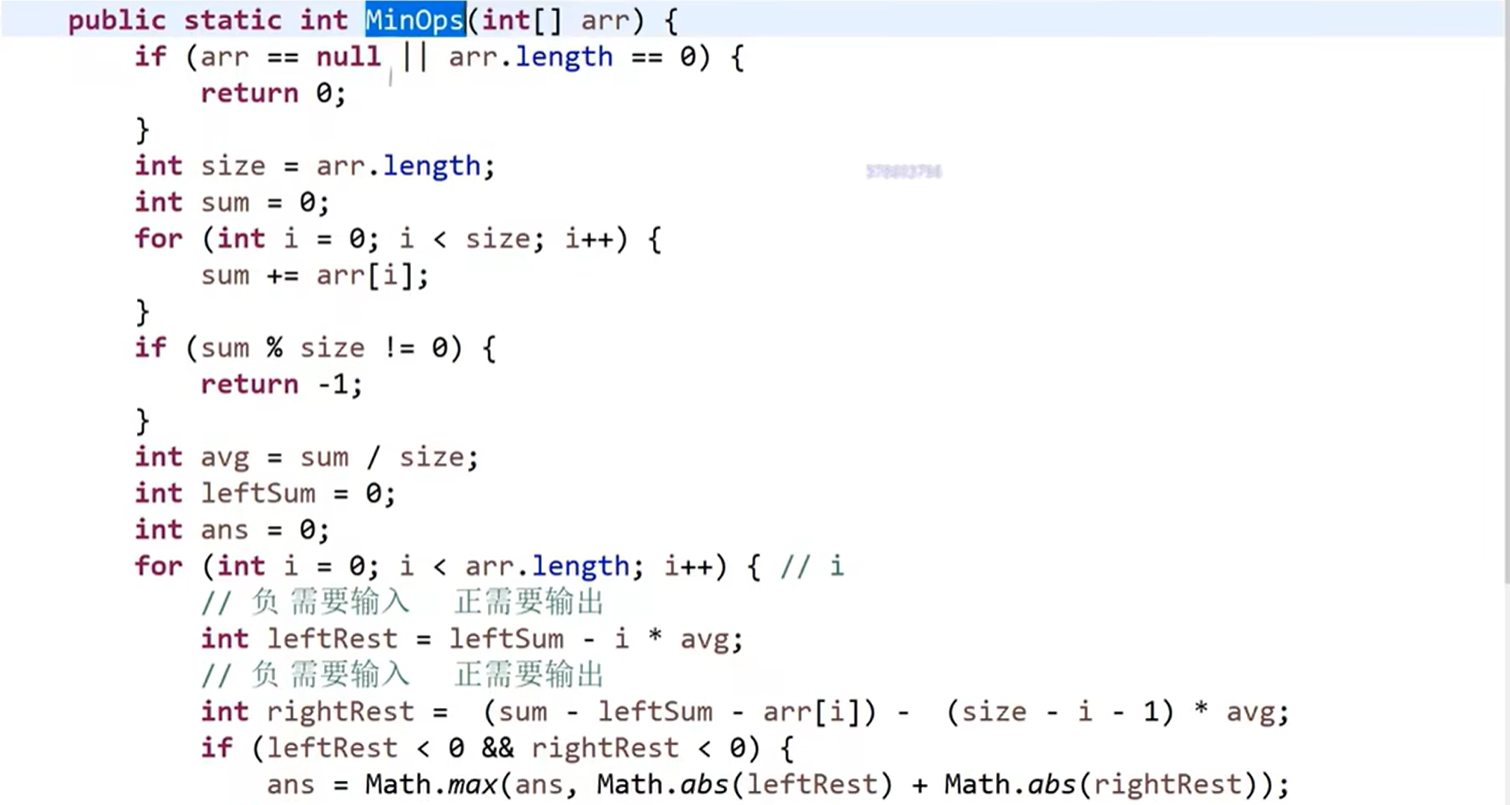 public static int MinOps(int[] arr) {
if (arr == null || arr.length == 0) {
return 0;
}
int size = arr.length;
int sum = 0;
for (int i = 0; i < size; i++) {
sum += arr[i];
}
if (sum % size != 0) {
return -1;
}
int avg = sum / size;
int leftSum = 0;
int ans = 0;
for (int i = 0; i < arr.length; i++) { // i
// 负 需要输入 正需要输出
int leftRest = leftSum - i * avg;
// 负 需要输入 正需要输出
int rightRest = (sum - leftSum - arr[i]) - (size - i - 1) * avg;
if (leftRest < 0 && rightRest < 0) {
ans = Math.max(ans, Math.abs(leftRest) + Math.abs(rightRest));